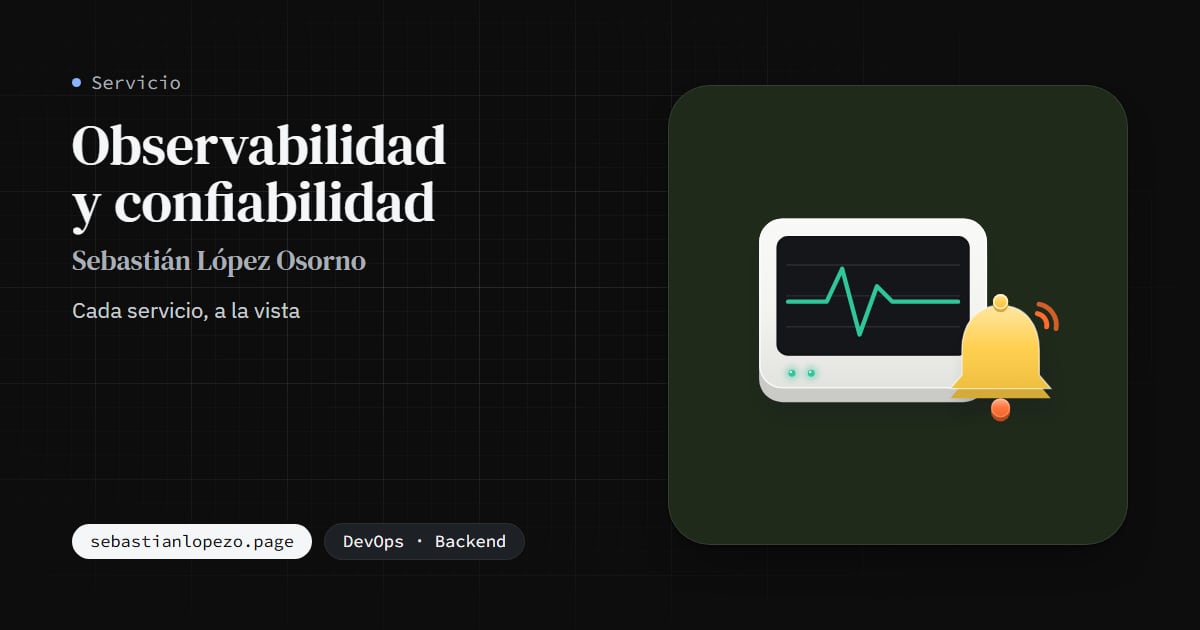 Servicio
Observabilidad
y confiabilidad
Sebastián López Osorno
Cada servicio, a la vista
sebastianlopezo.page
DevOps · Backend